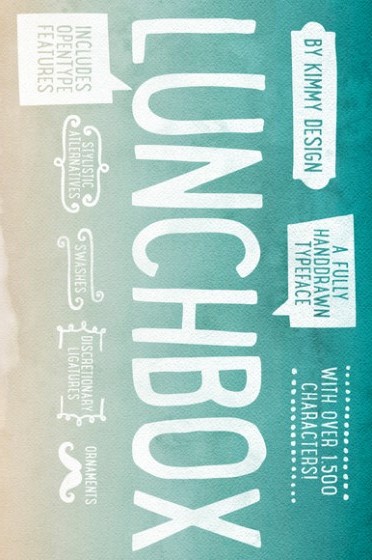 BY KIMMY DESIGN
A FULLY
HANDDRAWN
TYPEFACE
WITH OVER 1,500
CHARACTERS!
LUNCHBOX
INCLUDES
OPENTYPE
FEATURES
STYLISTIC
ATLERNATIVES
SWASHES
DISCRETIONARY
LIGATURES
ORNAMENTS